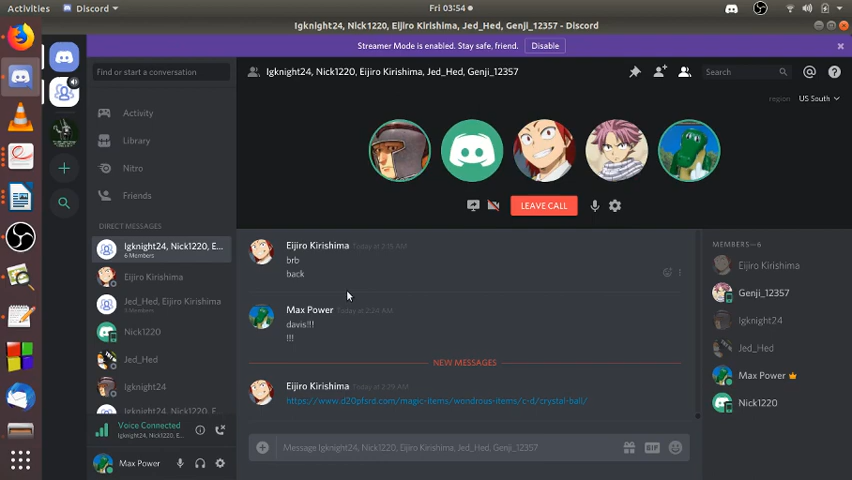 Activities
Discord
Fri 03:54
Igknight24, Nick1220, Eijiro Kirishima, Jed_Hed, Genji_12357 - Discord
Streamer Mode is enabled. Stay safe, friend.
Disable
Find or start a conversation
Igknight24, Nick1220, Eijiro Kirishima, Jed_Hed, Genji_12357
Search
region
US South
Activity
Library
Nitro
Friends
LEAVE CALL
DIRECT MESSAGES
Igknight24, Nick1220, E...
6 Members
Eijiro Kirishima
Jed_Hed, Eijiro Kirishima
Nick1220
Jed_Hed
Igknight24
Igknight24, Nick1220, E...
Voice Connected
Igknight24, Nick1220, E...
Max Power
Eijiro Kirishima Today at 2:15 AM
brb
back
Max Power Today at 2:24 AM
davis!!!
!!!
NEW MESSAGES
Eijiro Kirishima Today at 2:29 AM
https://www.d20pfsrd.com/magic-items/wondrous-items/c-d/crystal-ball/
Message Igknight24, Nick1220, Eijiro Kirishima, Jed_Hed, Genji_12357
GIF
MEMBERS—6
Eijiro Kirishima
Genji_12357
Igknight24
Jed_Hed
Max Power
Nick1220